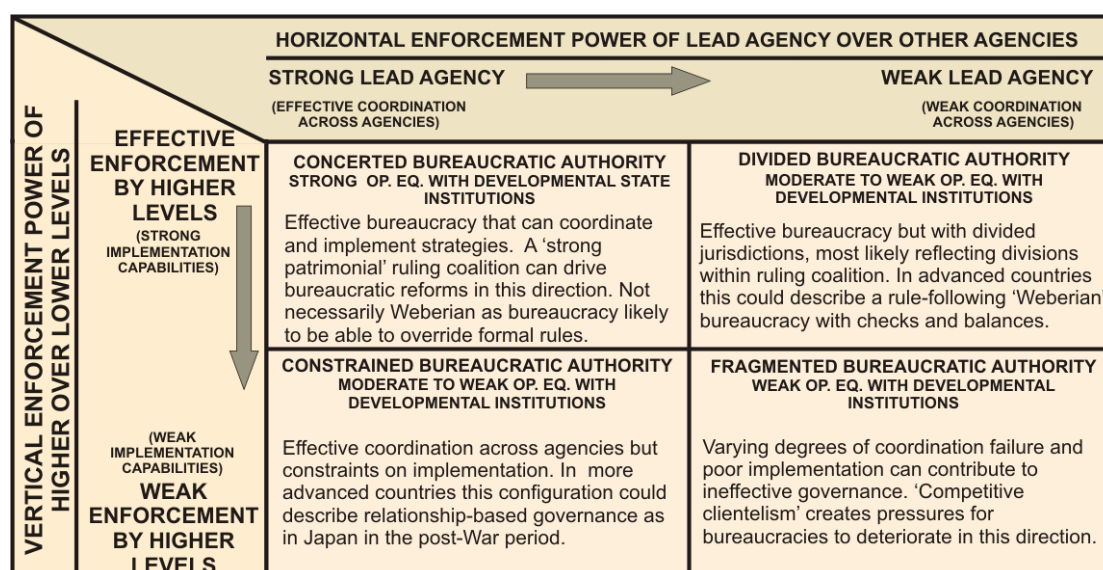 HORIZONTAL ENFORCEMENT POWER OF LEAD AGENCY OVER OTHER AGENCIES
STRONG LEAD AGENCY
(EFFECTIVE COORDINATION
ACROSS AGENCIES)
WEAK LEAD AGENCY
(WEAK COORDINATION
ACROSS AGENCIES)
VERTICAL ENFORCEMENT POWER OF
HIGHER OVER LOWER LEVELS
EFFECTIVE
ENFORCEMENT
BY HIGHER
LEVELS
(STRONG
IMPLEMENTATION
CAPABILITIES)
CONCERTED BUREAUCRATIC AUTHORITY
STRONG OP. EQ. WITH DEVELOPMENTAL STATE
INSTITUTIONS
Effective bureaucracy that can coordinate
and implement strategies. A ‘strong
patrimonial’ ruling coalition can drive
bureaucratic reforms in this direction. Not
necessarily Weberian as bureaucracy likely
to be able to override formal rules.
DIVIDED BUREAUCRATIC AUTHORITY
MODERATE TO WEAK OP. EQ. WITH
DEVELOPMENTAL INSTITUTIONS
Effective bureaucracy but with divided
jurisdictions, most likely reflecting divisions
within ruling coalition. In advanced countries
this could describe a rule-following ‘Weberian’
bureaucracy with checks and balances.
(WEAK
IMPLEMENTATION
CAPABILITIES)
WEAK
ENFORCEMENT
BY HIGHER
LEVELS
CONSTRAINED BUREAUCRATIC AUTHORITY
MODERATE TO WEAK OP. EQ. WITH
DEVELOPMENTAL INSTITUTIONS
Effective coordination across agencies but
constraints on implementation. In more
advanced countries this configuration could
describe relationship-based governance as
in Japan in the post-War period.
FRAGMENTED BUREAUCRATIC AUTHORITY
WEAK OP. EQ. WITH DEVELOPMENTAL
INSTITUTIONS
Varying degrees of coordination failure and
poor implementation can contribute to
ineffective governance. ‘Competitive
clientelism’ creates pressures for
bureaucracies to deteriorate in this direction.